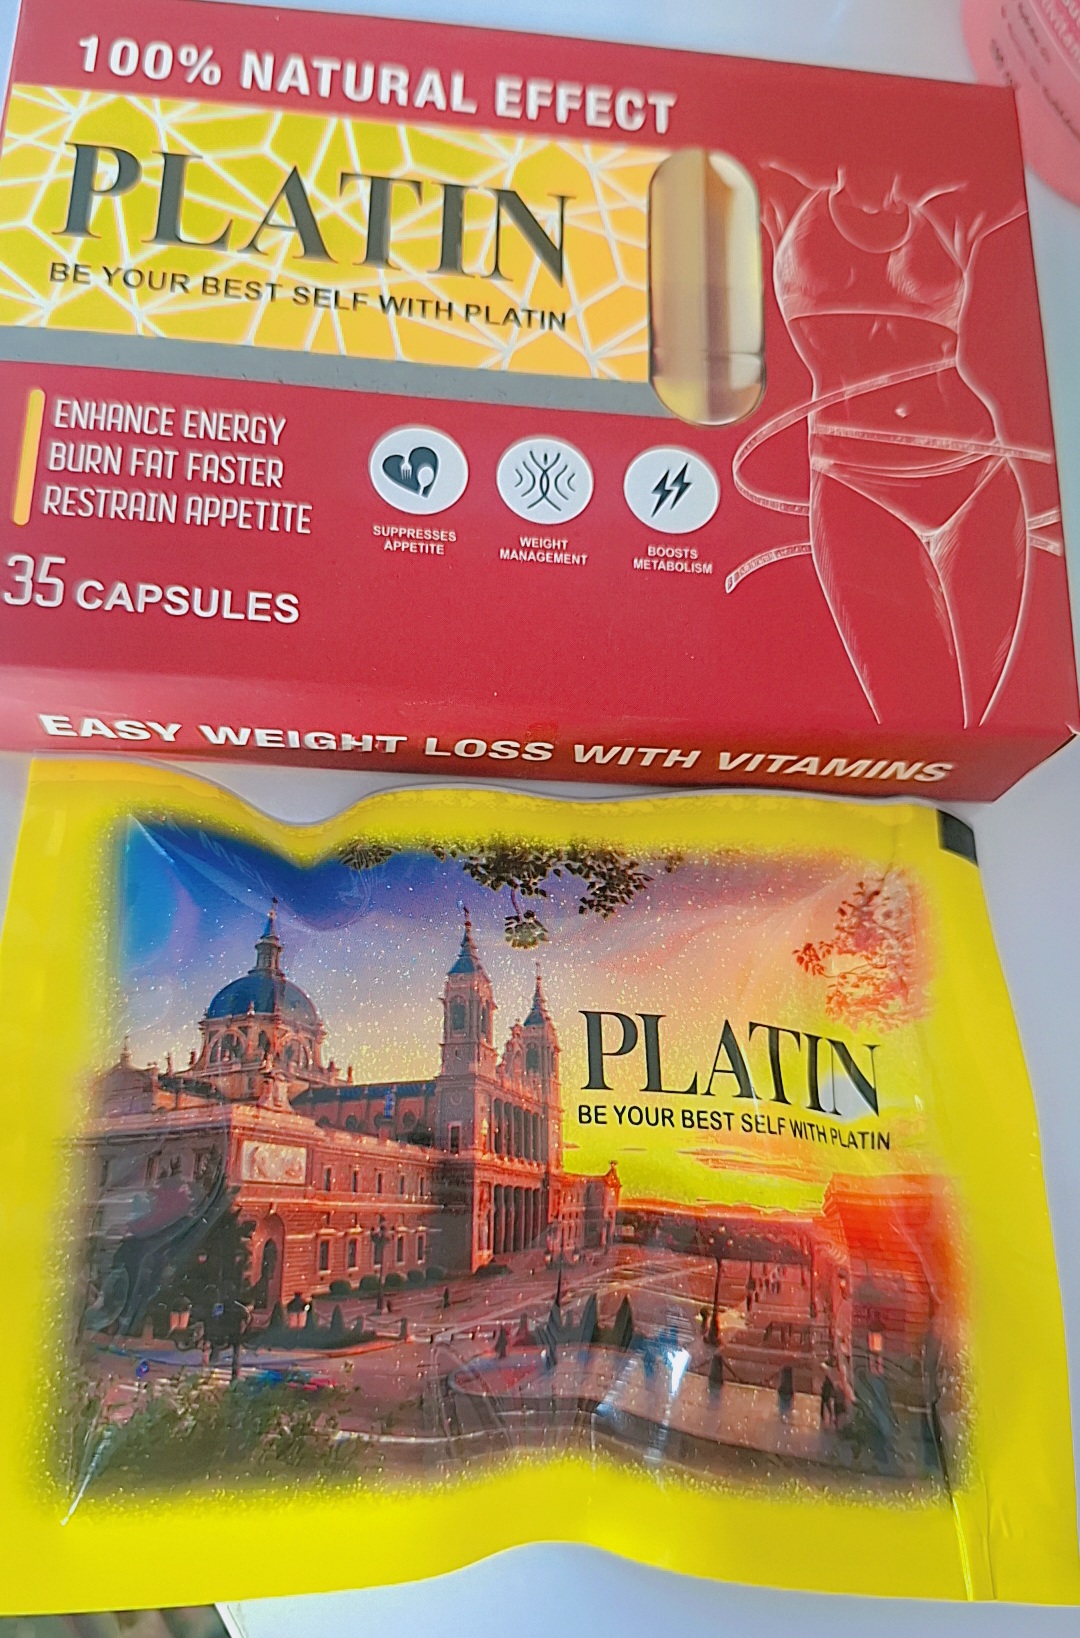 100% NATURAL EFFECT
PLATIN
BE YOUR BEST SELF WITH PLATIN
ENHANCE ENERGY
BURN FAT FASTER
RESTRAIN APPETITE
SUPPRESSES
APPETITE
WEIGHT
MANAGEMENT
BOOSTS
METABOLISM
35 CAPSULES
EASY WEIGHT LOSS WITH VITAMINS
PLATIN
BE YOUR BEST SELF WITH PLATIN